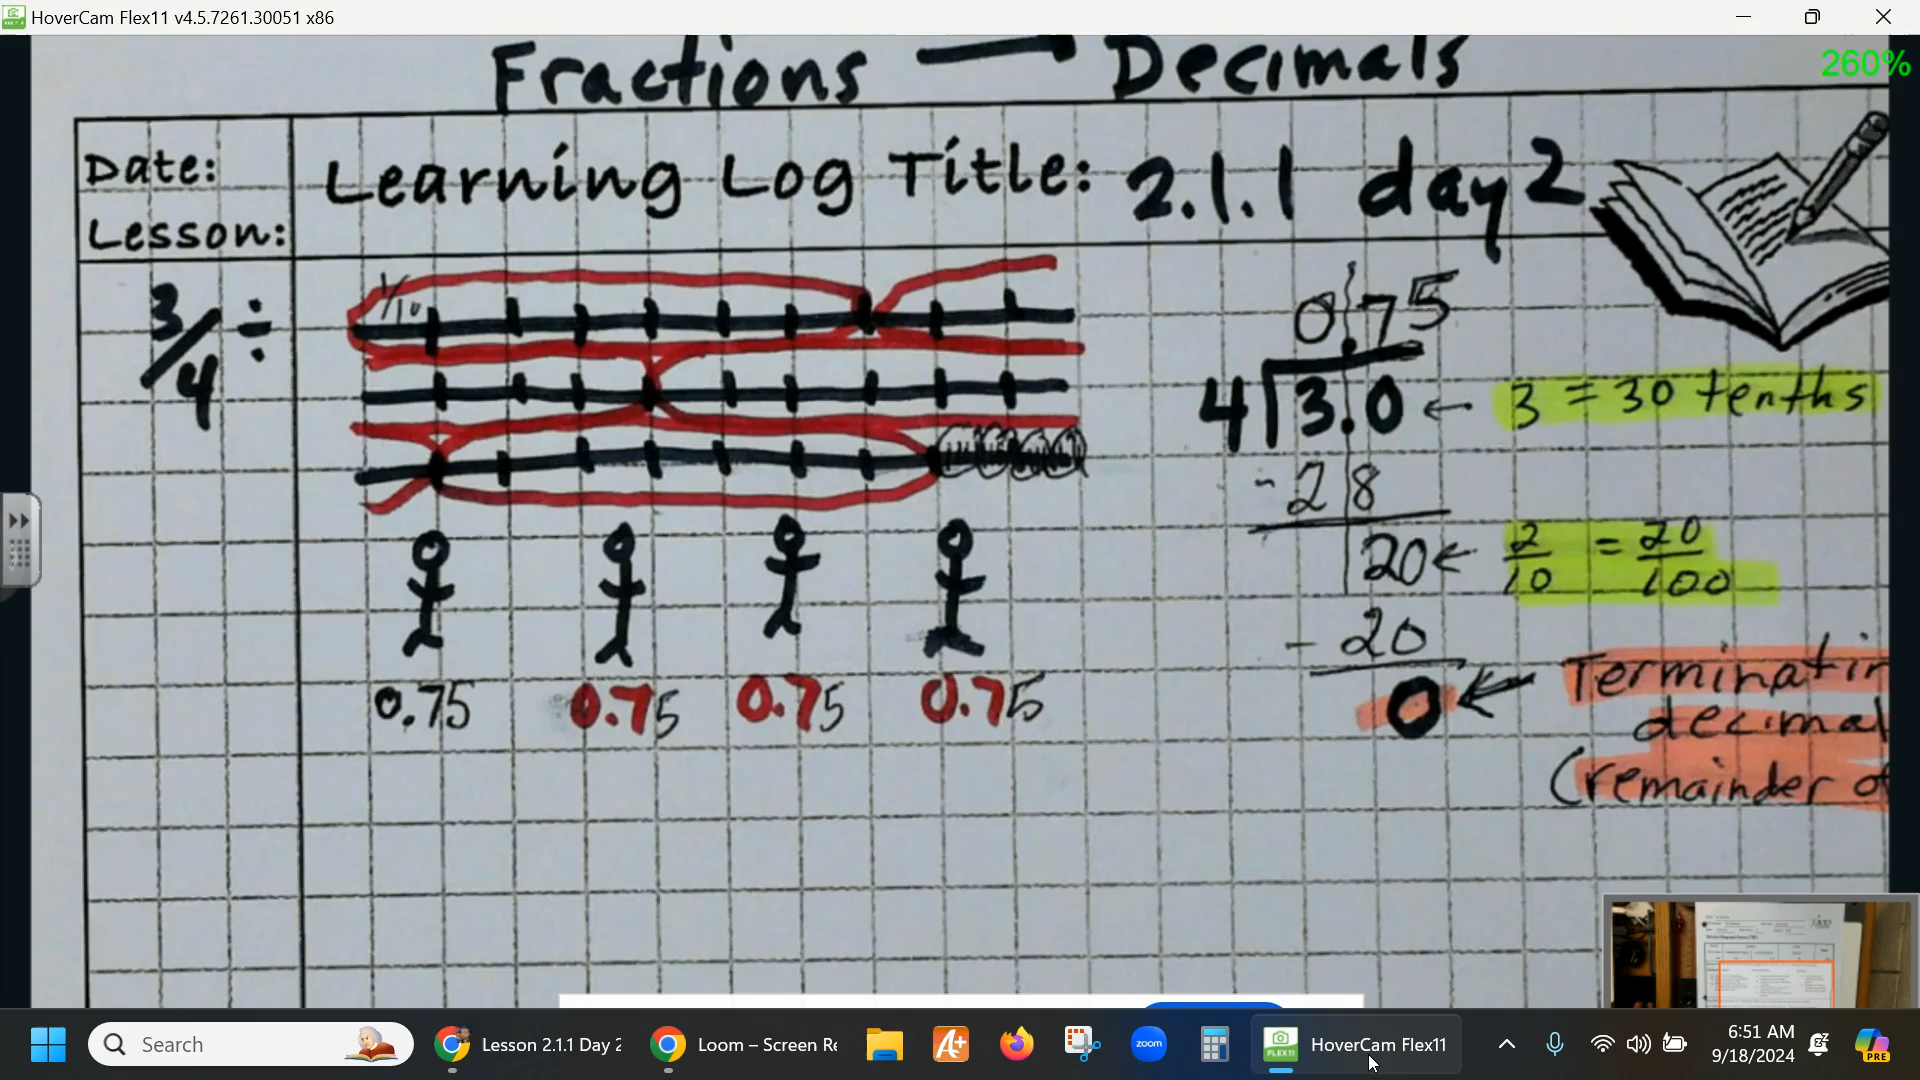 HoverCam Flex11 v4.5.7261.30051 x86
260%
Fractions — Decimals
Date:
Lesson:
Learning Log Title: 2.1.1 day 2
3/4 ÷
1/10
0.75
4 3.0 ← 3 = 30 tenths
- 28
20 ← 2/10 = 20/100
- 20
0 ← Terminatin
decimal
(remainder of
0.75 0.75 0.75 0.75
Search
Lesson 2.1.1 Day 2
Loom – Screen Re
zoom
FLEX11
HoverCam Flex11
6:51 AM
9/18/2024
PRE